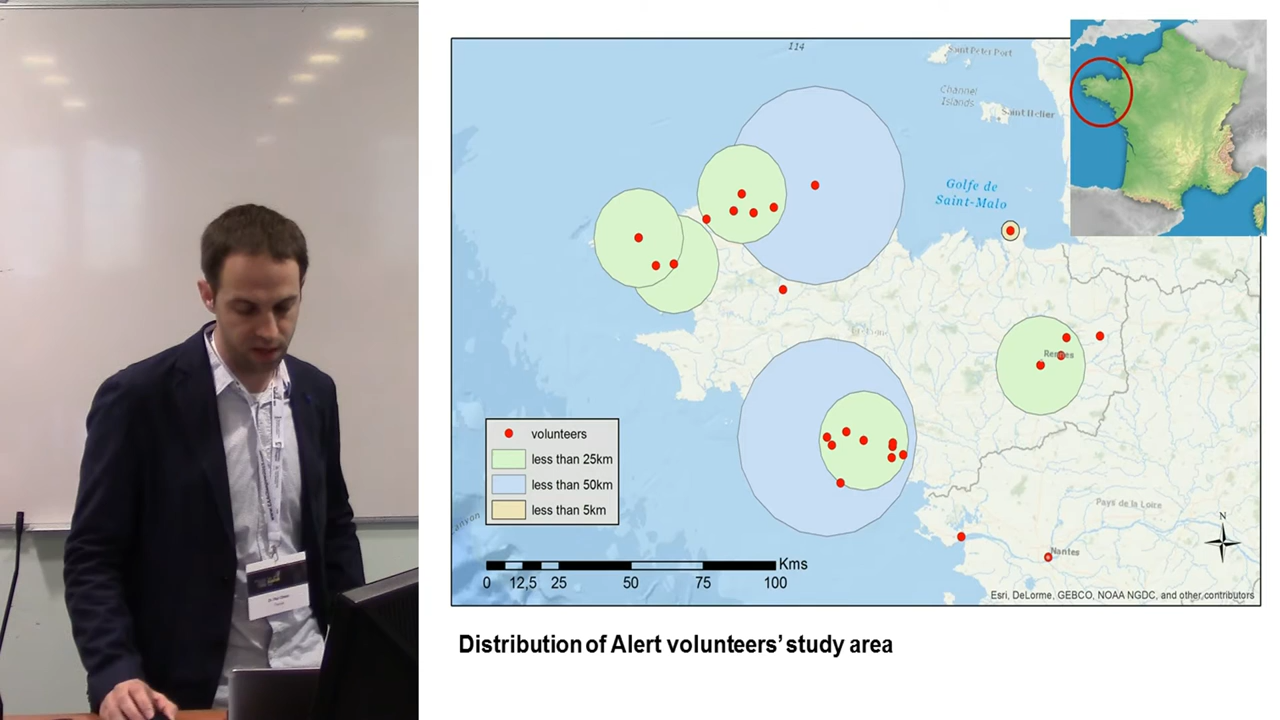 114
Saint Peter Port
Channel
Islands
Saint Helier
Golfe de
Saint-Malo
Rennes
volunteers
less than 25km
less than 50km
less than 5km
Pays de la Loire
N
Nantes
Kms
0 12,5 25 50 75 100
Esri, DeLorme, GEBCO, NOAA NGDC, and other contributors
Distribution of Alert volunteers' study area